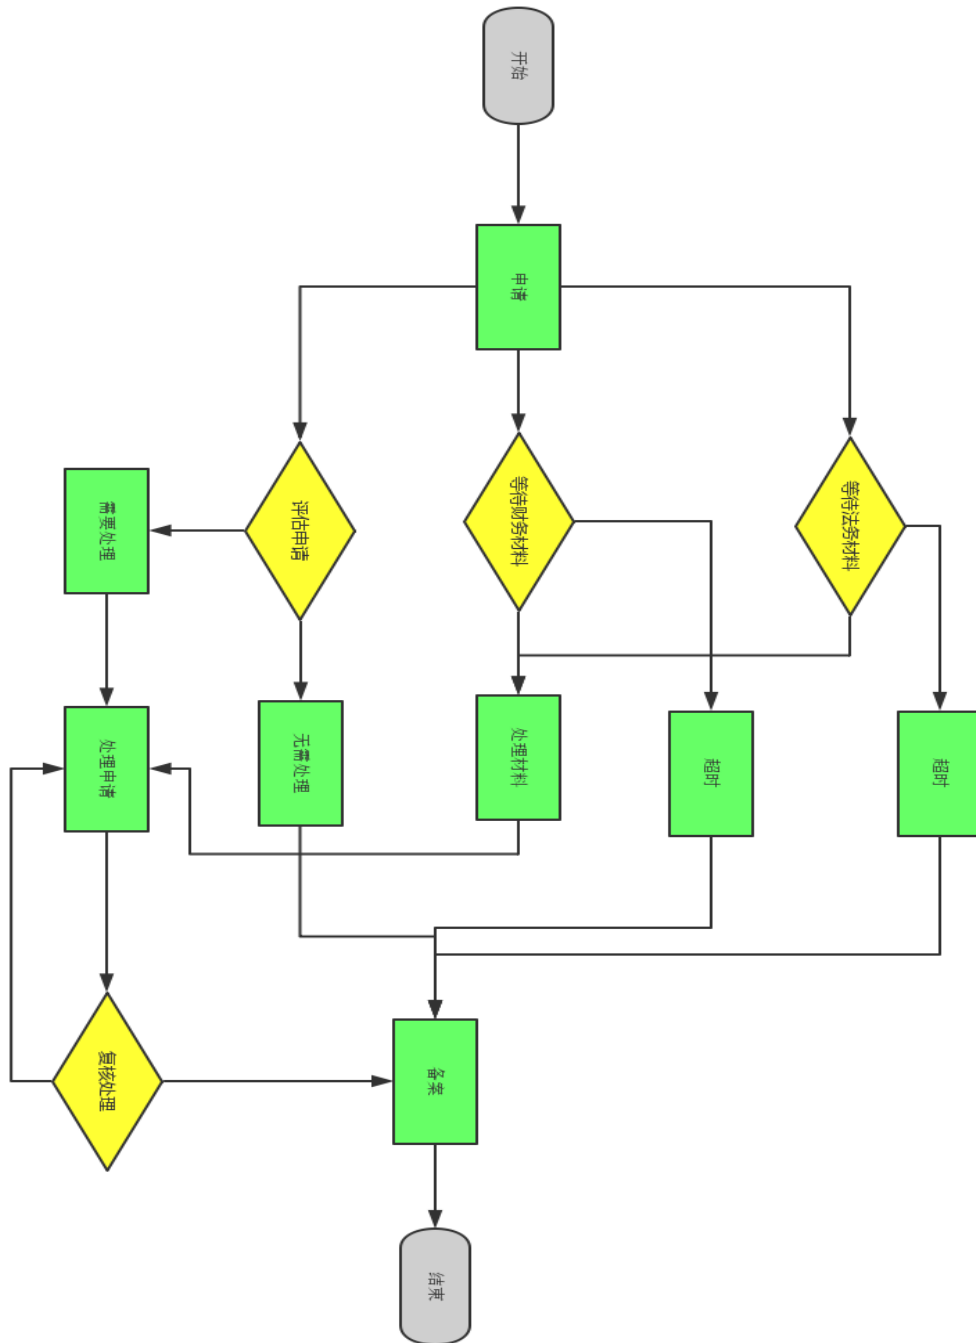 开始
申请
评估申请
等待财务材料
等待法务材料
需要处理
处理申请
无需处理
处理材料
超时
超时
复核处理
备案
结束